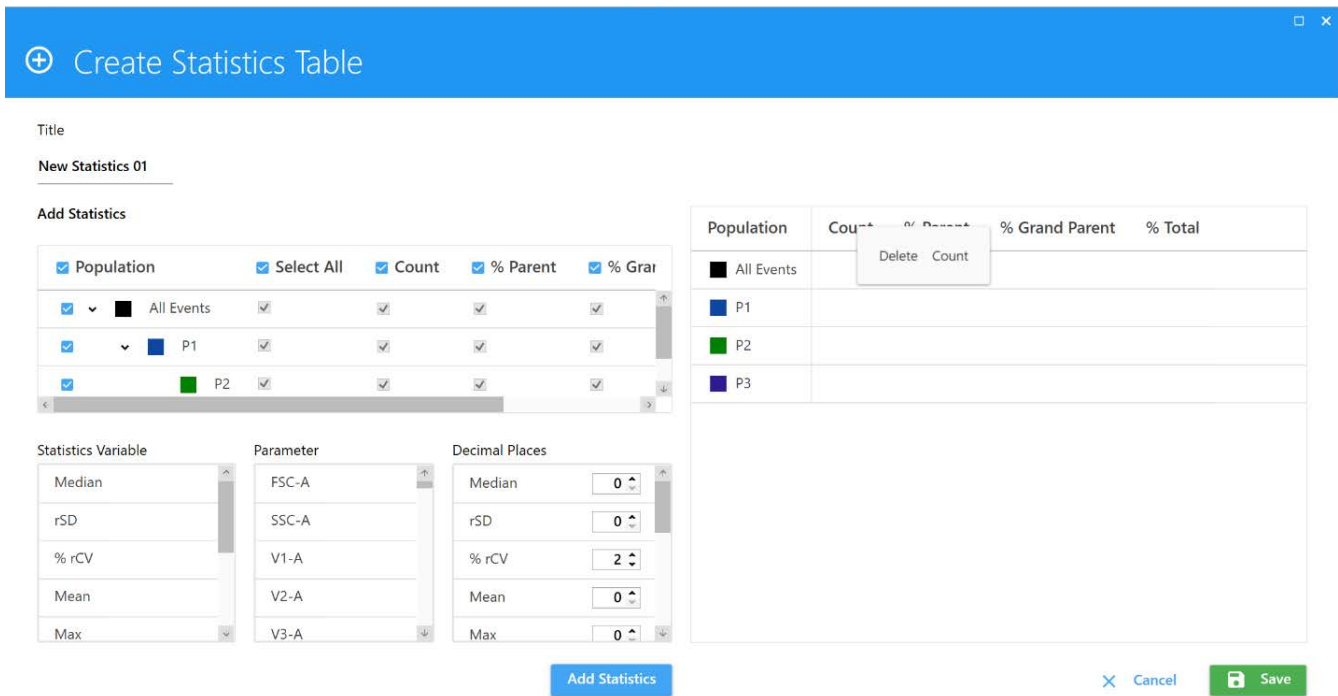 Create Statistics Table
Title
New Statistics 01
Add Statistics
Population Select All Count % Parent % Grar
All Events
P1
P2
Statistics Variable
Median
rSD
% rCV
Mean
Max
Parameter
FSC-A
SSC-A
V1-A
V2-A
V3-A
Decimal Places
Median 0
rSD 0
% rCV 2
Mean 0
Max 0
Add Statistics
Population Count % Parent % Grand Parent % Total
Delete Count
All Events
P1
P2
P3
Cancel
Save